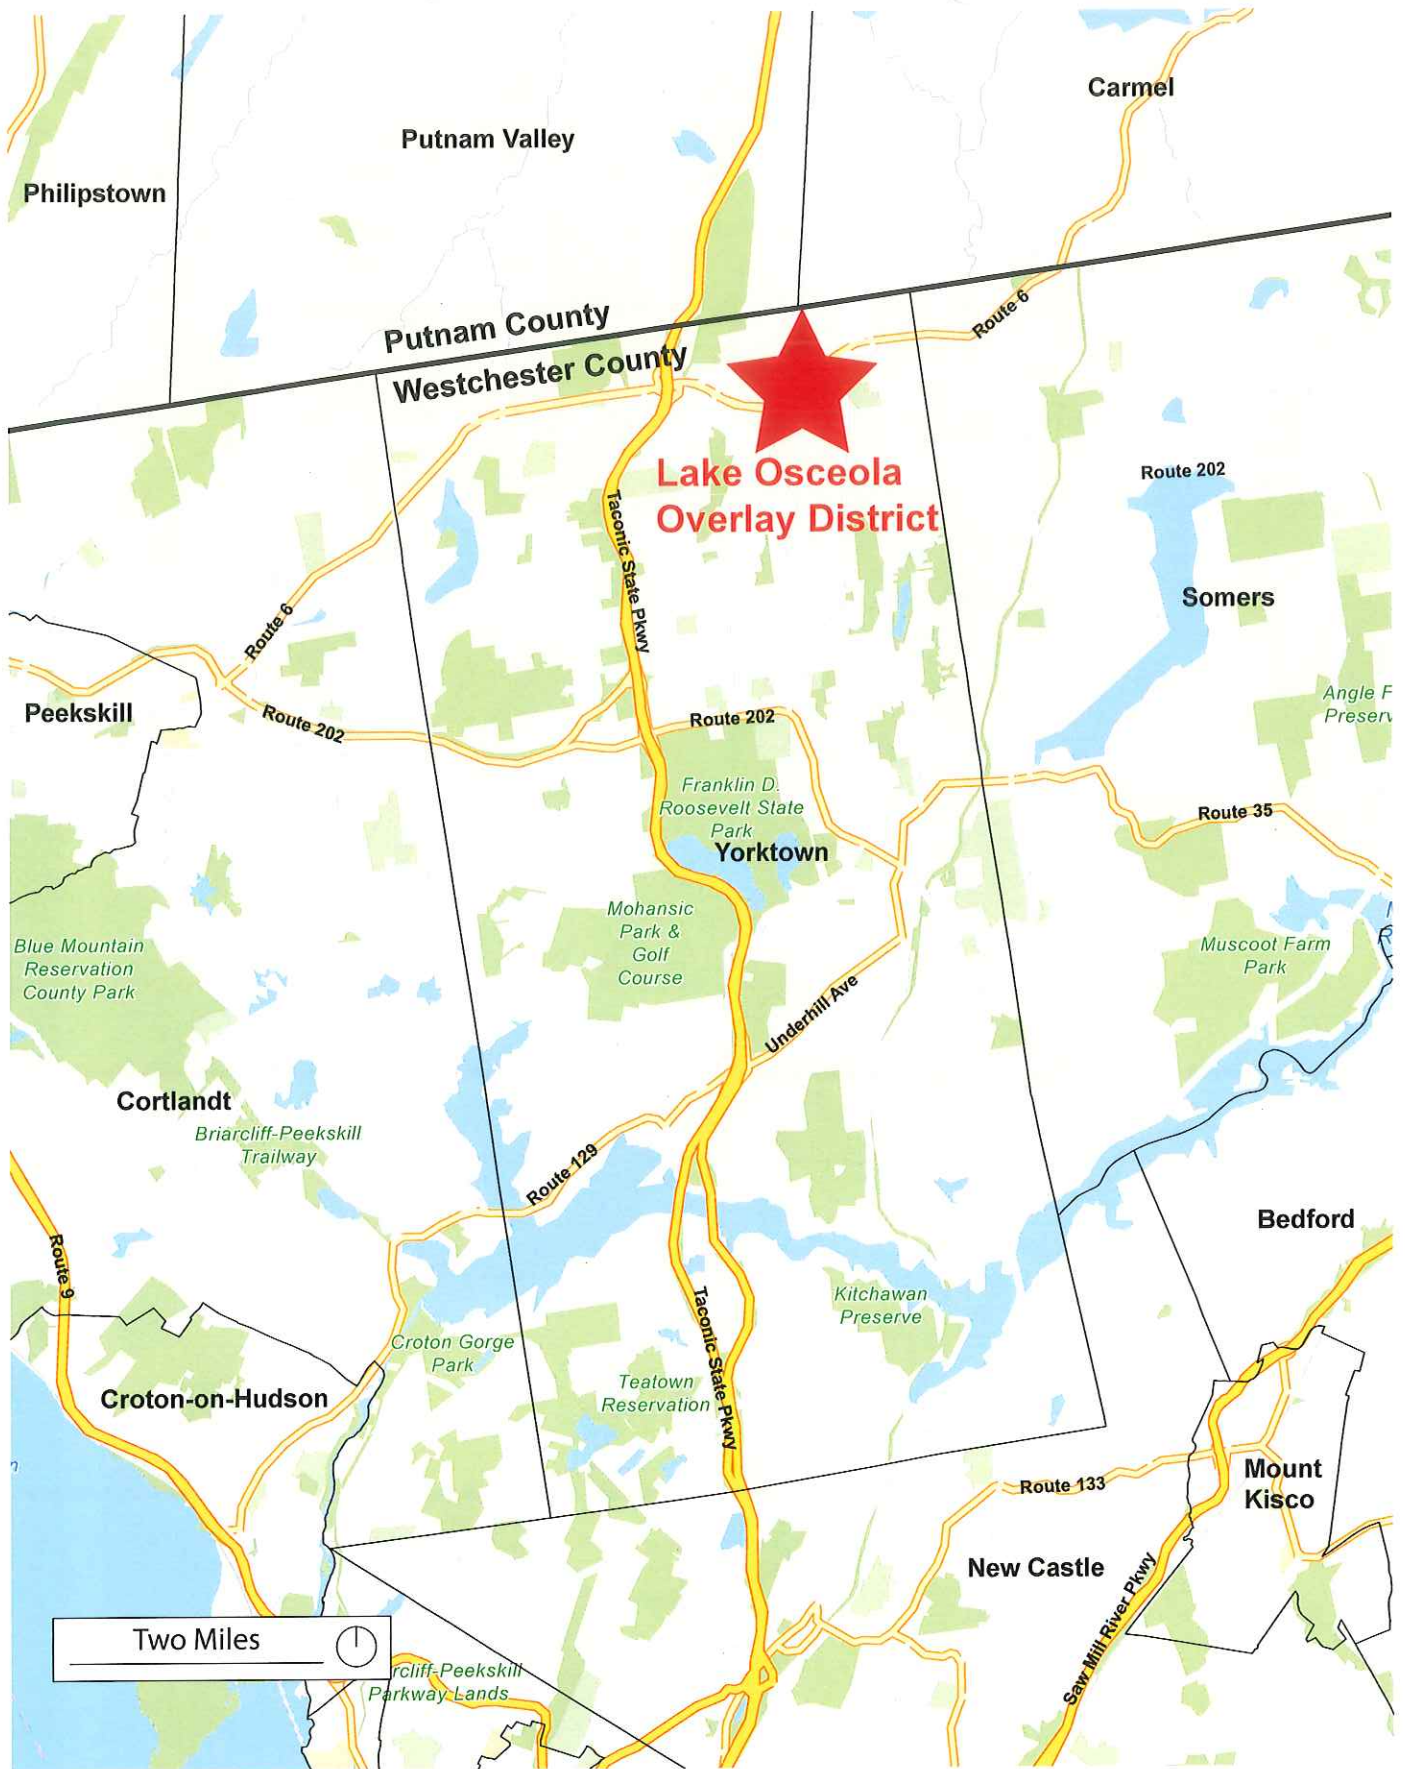 Carmel
Putnam Valley
Philipstown
Route 6
Putnam County
Westchester County
Lake Osceola
Overlay District
Route 202
Taconic State Pkwy
Somers
Route 6
Angle F
Preserv
Peekskill
Route 202
Route 202
Franklin D.
Roosevelt State
Park
Route 35
Yorktown
Mohansic
Park &
Golf
Course
Blue Mountain
Reservation
County Park
Muscoot Farm
Park
Underhill Ave
Cortlandt
Briarcliff-Peekskill
Trailway
Route 129
Bedford
Route 9
Kitchawan
Preserve
Croton Gorge
Park
Taconic State Pkwy
Teatown
Reservation
Croton-on-Hudson
Mount
Kisco
Route 133
New Castle
Saw Mill River Pkwy
Two Miles
rcliff-Peekskill
Parkway Lands